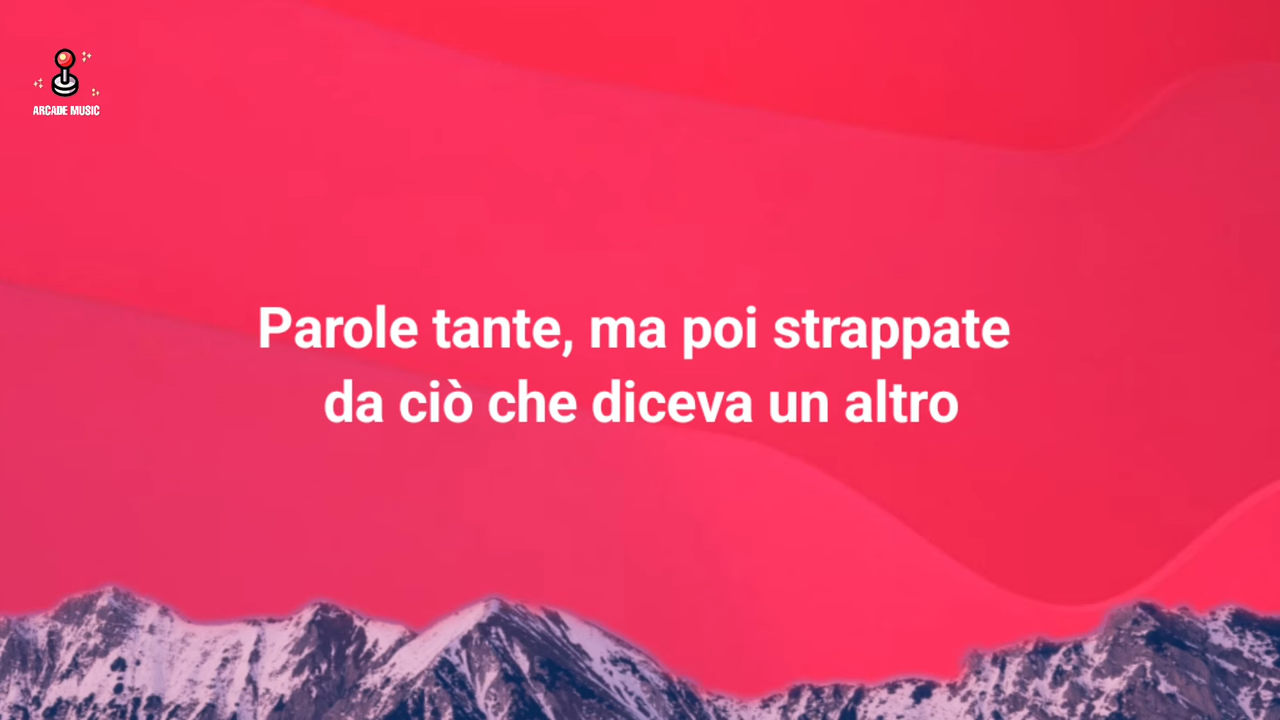 ARCADE MUSIC
Parole tante, ma poi strappate
da ciò che diceva un altro